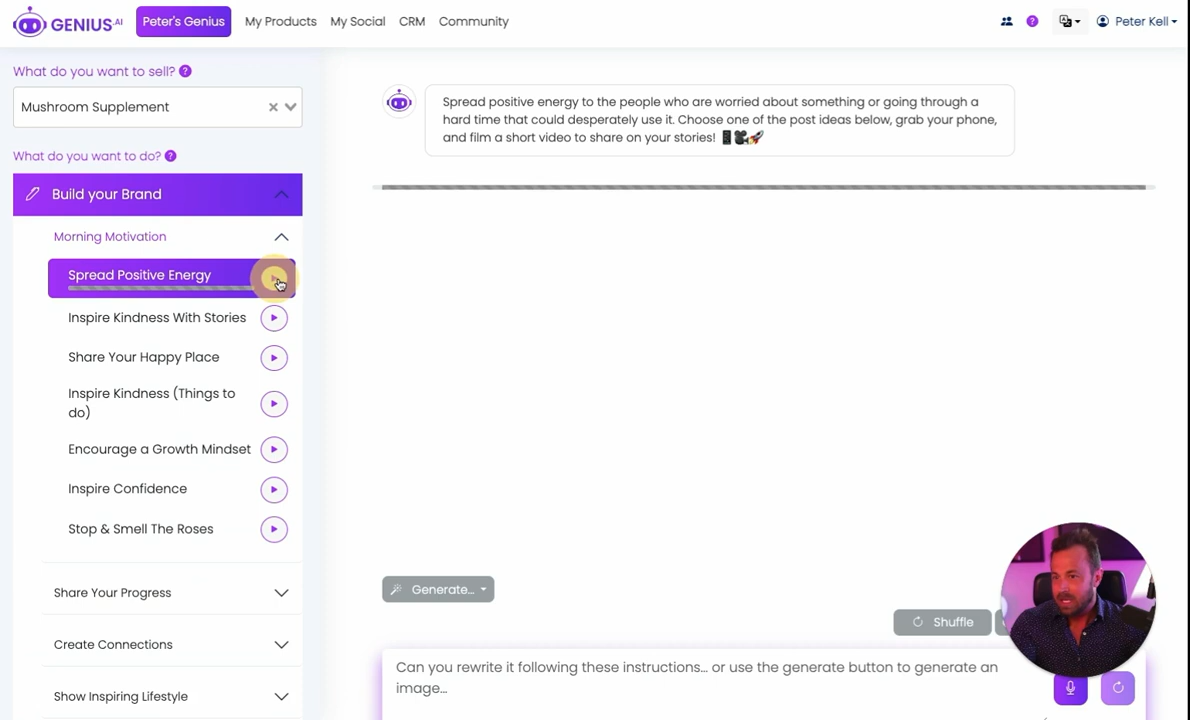 GENIUS.AI
Peter's Genius
My Products
My Social
CRM
Community
Peter Kell
What do you want to sell?
Mushroom Supplement
What do you want to do?
Build your Brand
Morning Motivation
Spread Positive Energy
Inspire Kindness With Stories
Share Your Happy Place
Inspire Kindness (Things to
do)
Encourage a Growth Mindset
Inspire Confidence
Stop & Smell The Roses
Share Your Progress
Create Connections
Show Inspiring Lifestyle
Spread positive energy to the people who are worried about something or going through a
hard time that could desperately use it. Choose one of the post ideas below, grab your phone,
and film a short video to share on your stories! 📱🎥🚀
Generate...
Shuffle
Can you rewrite it following these instructions... or use the generate button to generate an
image...